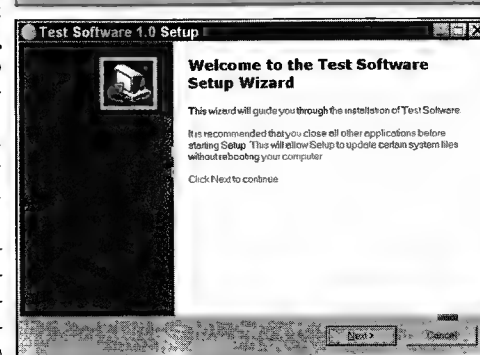 Test Software 1.0 Setup
Welcome to the Test Software
Setup Wizard
This wizard will guide you through the installation of Test Software.
It is recommended that you close all other applications before
starting Setup. This will allow Setup to update certain system files
without rebooting your computer
Click Next to continue
Next >
Cancel